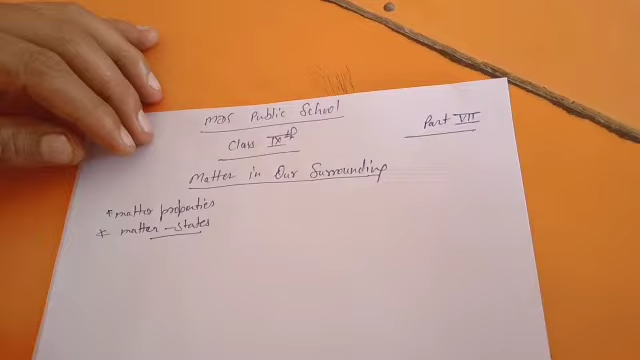 MDS Public School
Class IXth
Part VII
Matter in Our Surrounding
* matter properties
* matter - States